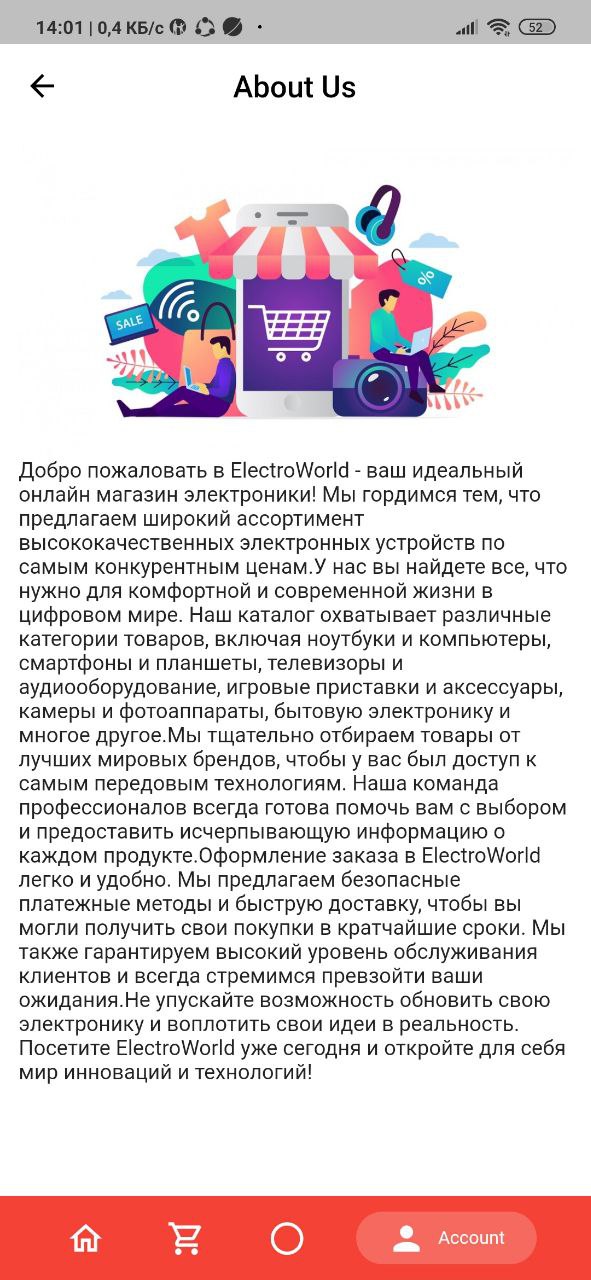 14:01 | 0,4 КБ/с
52
About Us
SALE
%
Добро пожаловать в ElectroWorld - ваш идеальный
онлайн магазин электроники! Мы гордимся тем, что
предлагаем широкий ассортимент
высококачественных электронных устройств по
самым конкурентным ценам.У нас вы найдете все, что
нужно для комфортной и современной жизни в
цифровом мире. Наш каталог охватывает различные
категории товаров, включая ноутбуки и компьютеры,
смартфоны и планшеты, телевизоры и
аудиооборудование, игровые приставки и аксессуары,
камеры и фотоаппараты, бытовую электронику и
многое другое.Мы тщательно отбираем товары от
лучших мировых брендов, чтобы у вас был доступ к
самым передовым технологиям. Наша команда
профессионалов всегда готова помочь вам с выбором
и предоставить исчерпывающую информацию о
каждом продукте.Оформление заказа в ElectroWorld
легко и удобно. Мы предлагаем безопасные
платежные методы и быструю доставку, чтобы вы
могли получить свои покупки в кратчайшие сроки. Мы
также гарантируем высокий уровень обслуживания
клиентов и всегда стремимся превзойти ваши
ожидания.Не упускайте возможность обновить свою
электронику и воплотить свои идеи в реальность.
Посетите ElectroWorld уже сегодня и откройте для себя
мир инноваций и технологий!
Account